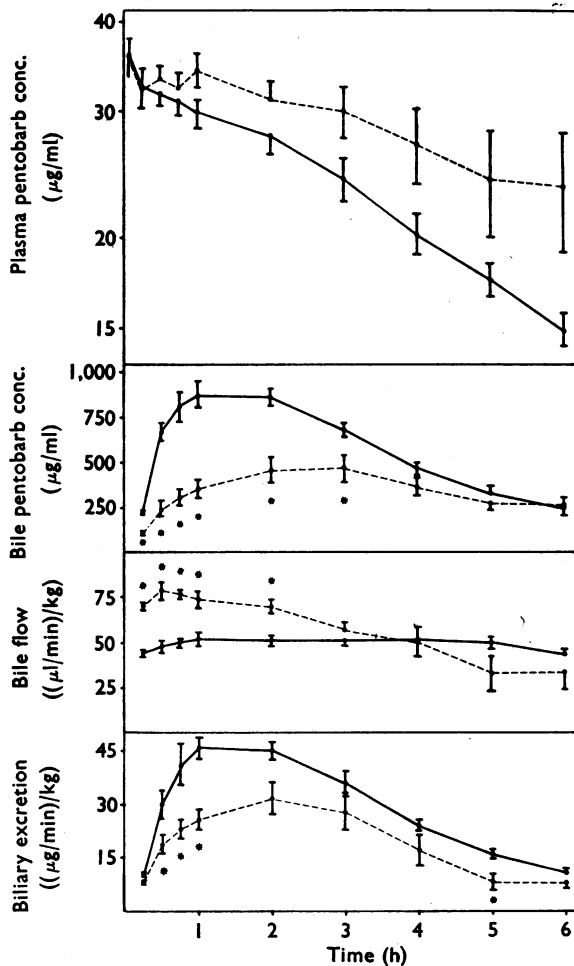 Plasma pentobarb conc.
(μg/ml)
40
30
20
15
Bile pentobarb conc.
(μg/ml)
1,000
750
500
250
Bile flow
((μl/min)/kg)
75
50
25
Biliary excretion
((μg/min)/kg)
45
30
15
1 2 3 4 5 6
Time (h)